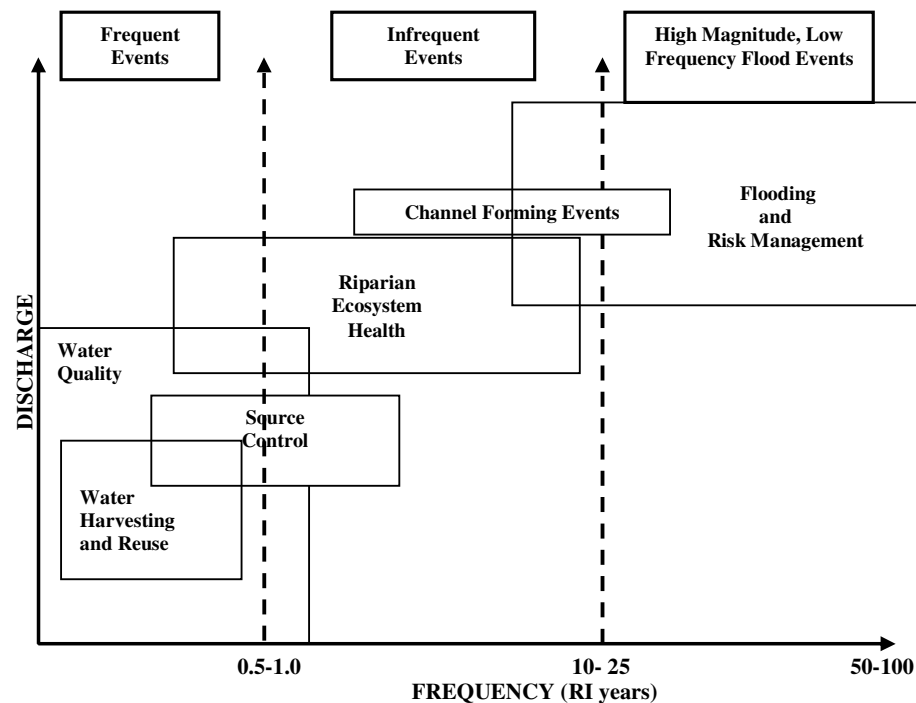 Frequent
Events
Infrequent
Events
High Magnitude, Low
Frequency Flood Events
Channel Forming Events
Flooding
and
Risk Management
Riparian
Ecosystem
Health
DISCHARGE
Water
Quality
Source
Control
Water
Harvesting
and Reuse
0.5-1.0
10- 25
50-100
FREQUENCY (RI years)